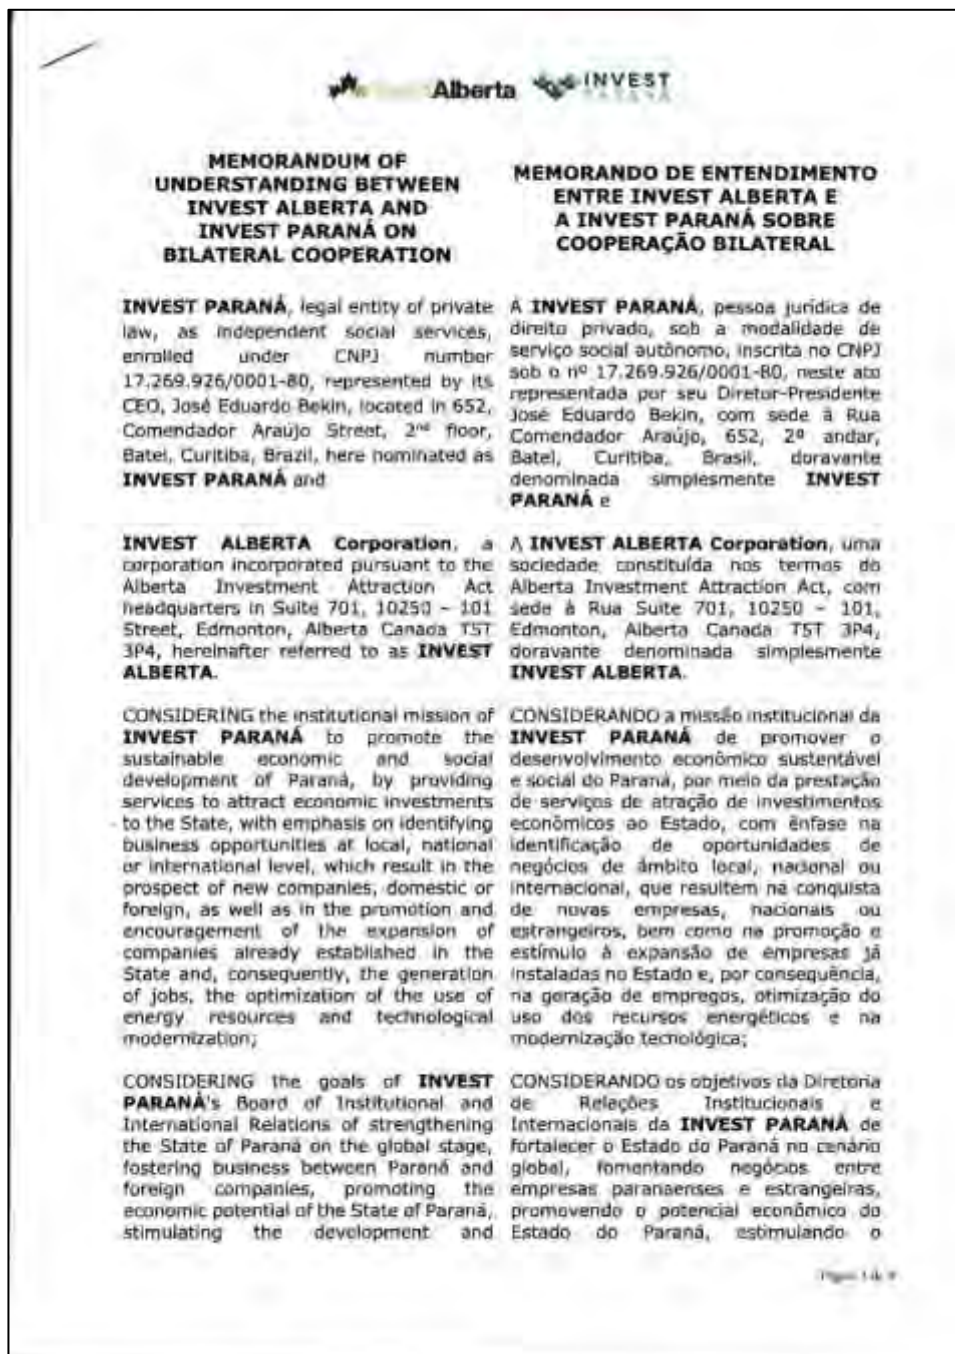 Alberta INVEST
PARANÁ
MEMORANDUM OF
UNDERSTANDING BETWEEN
INVEST ALBERTA AND
INVEST PARANÁ ON
BILATERAL COOPERATION
INVEST PARANÁ, legal entity of private
law, as independent social services,
enrolled under CNPJ number
17.269.926/0001-80, represented by its
CEO, José Eduardo Bekin, located in 652,
Comendador Araújo Street, 2nd floor,
Batel, Curitiba, Brazil, here nominated as
INVEST PARANÁ and
INVEST ALBERTA Corporation, a
corporation incorporated pursuant to the
Alberta Investment Attraction Act
headquarters in Suite 701, 10250 – 101
Street, Edmonton, Alberta Canada T5T
3P4, hereinafter referred to as INVEST
ALBERTA.
CONSIDERING the institutional mission of
INVEST PARANÁ to promote the
sustainable economic and social
development of Paraná, by providing
services to attract economic investments
to the State, with emphasis on identifying
business opportunities at local, national
or international level, which result in the
prospect of new companies, domestic or
foreign, as well as in the promotion and
encouragement of the expansion of
companies already established in the
State and, consequently, the generation
of jobs, the optimization of the use of
energy resources and technological
modernization;
CONSIDERING the goals of INVEST
PARANÁ's Board of Institutional and
International Relations of strengthening
the State of Paraná on the global stage,
fostering business between Paraná and
foreign companies, promoting the
economic potential of the State of Paraná,
stimulating the development and
MEMORANDO DE ENTENDIMENTO
ENTRE INVEST ALBERTA E
A INVEST PARANÁ SOBRE
COOPERAÇÃO BILATERAL
A INVEST PARANÁ, pessoa jurídica de
direito privado, sob a modalidade de
serviço social autônomo, inscrita no CNPJ
sob o nº 17.269.926/0001-80, neste ato
representada por seu Diretor-Presidente
José Eduardo Bekin, com sede à Rua
Comendador Araújo, 652, 2º andar,
Batel, Curitiba, Brasil, doravante
denominada simplesmente INVEST
PARANÁ e
A INVEST ALBERTA Corporation, uma
sociedade constituída nos termos do
Alberta Investment Attraction Act, com
sede à Rua Suite 701, 10250 – 101,
Edmonton, Alberta Canada T5T 3P4,
doravante denominada simplesmente
INVEST ALBERTA.
CONSIDERANDO a missão institucional da
INVEST PARANÁ de promover o
desenvolvimento econômico sustentável
e social do Paraná, por meio da prestação
de serviços de atração de investimentos
econômicos ao Estado, com ênfase na
identificação de oportunidades de
negócios de âmbito local, nacional ou
internacional, que resultem na conquista
de novas empresas, nacionais ou
estrangeiros, bem como na promoção e
estímulo à expansão de empresas já
instaladas no Estado e, por consequência,
na geração de empregos, otimização do
uso dos recursos energéticos e na
modernização tecnológica;
CONSIDERANDO os objetivos da Diretoria
de Relações Institucionais e
Internacionais da INVEST PARANÁ de
fortalecer o Estado do Paraná no cenário
global, fomentando negócios entre
empresas paranaenses e estrangeiras,
promovendo o potencial econômico do
Estado do Paraná, estimulando o